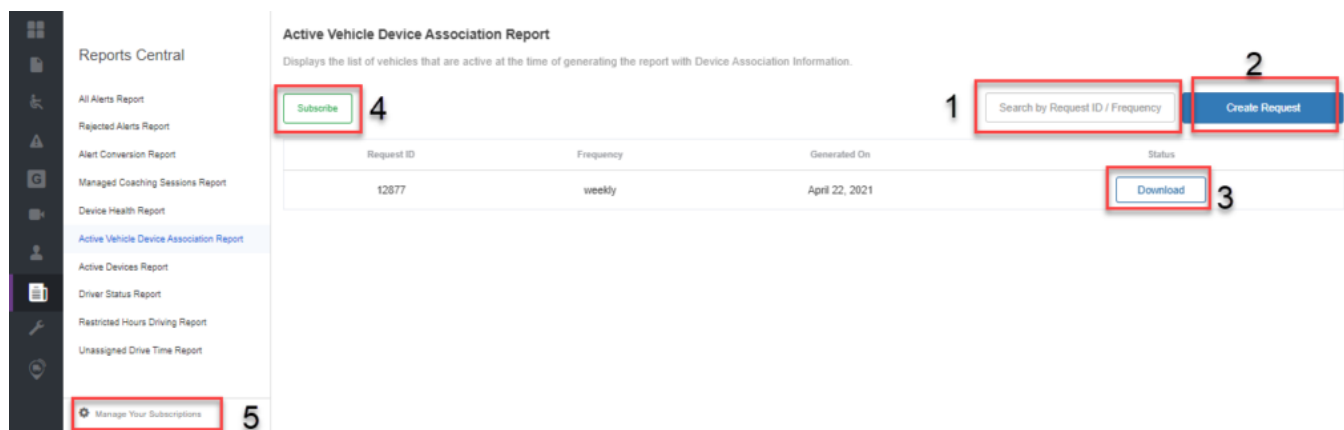 Reports Central
All Alerts Report
Rejected Alerts Report
Alert Conversion Report
G
Managed Coaching Sessions Report
Device Health Report
Active Vehicle Device Association Report
Active Devices Report
Driver Status Report
Restricted Hours Driving Report
Unassigned Drive Time Report
Manage Your Subscriptions 5
Active Vehicle Device Association Report
Displays the list of vehicles that are active at the time of generating the report with Device Association Information.
2
Subscribe 4 1 Search by Request ID / Frequency Create Request
Request ID Frequency Generated On Status
12877 weekly April 22, 2021 Download 3